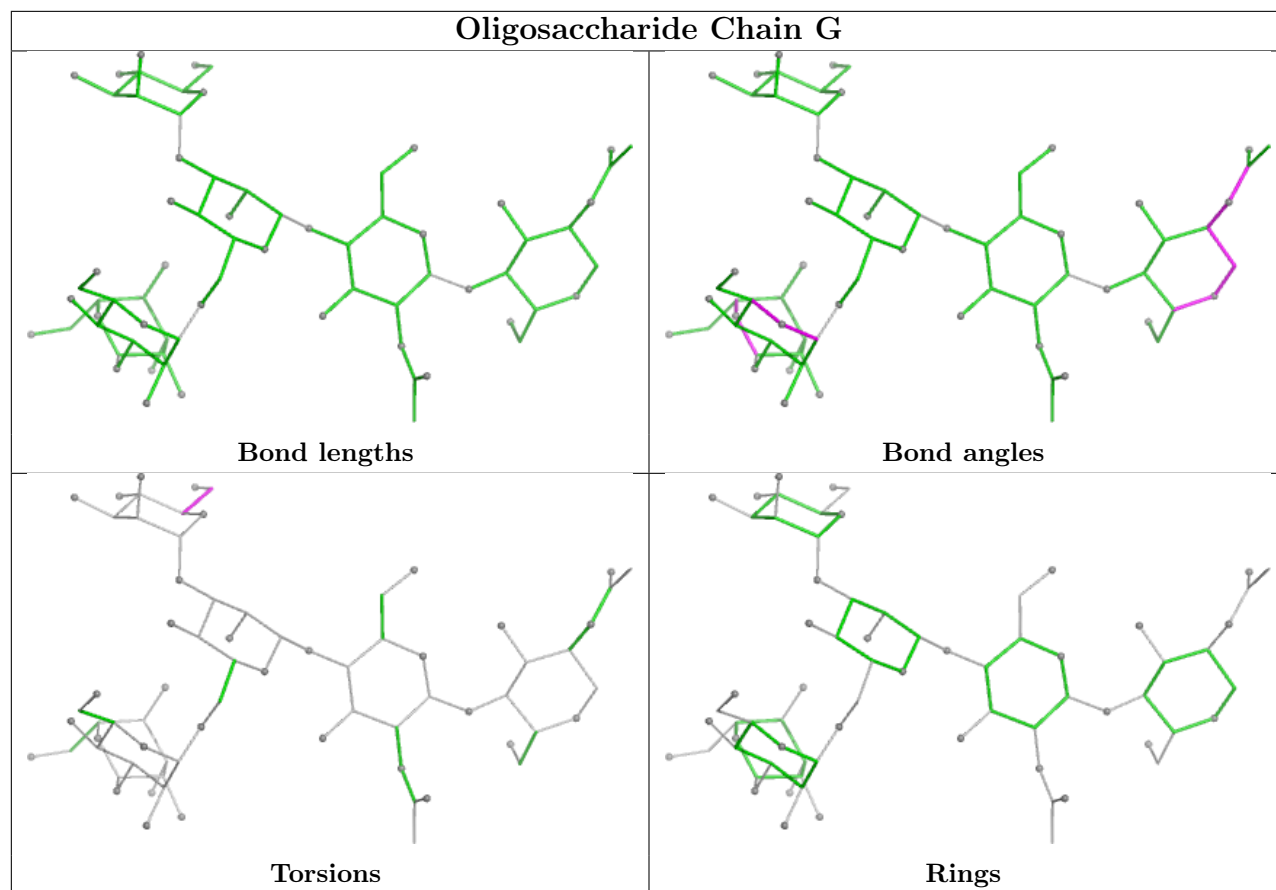 Oligosaccharide Chain G
Bond lengths
Bond angles
Torsions
Rings